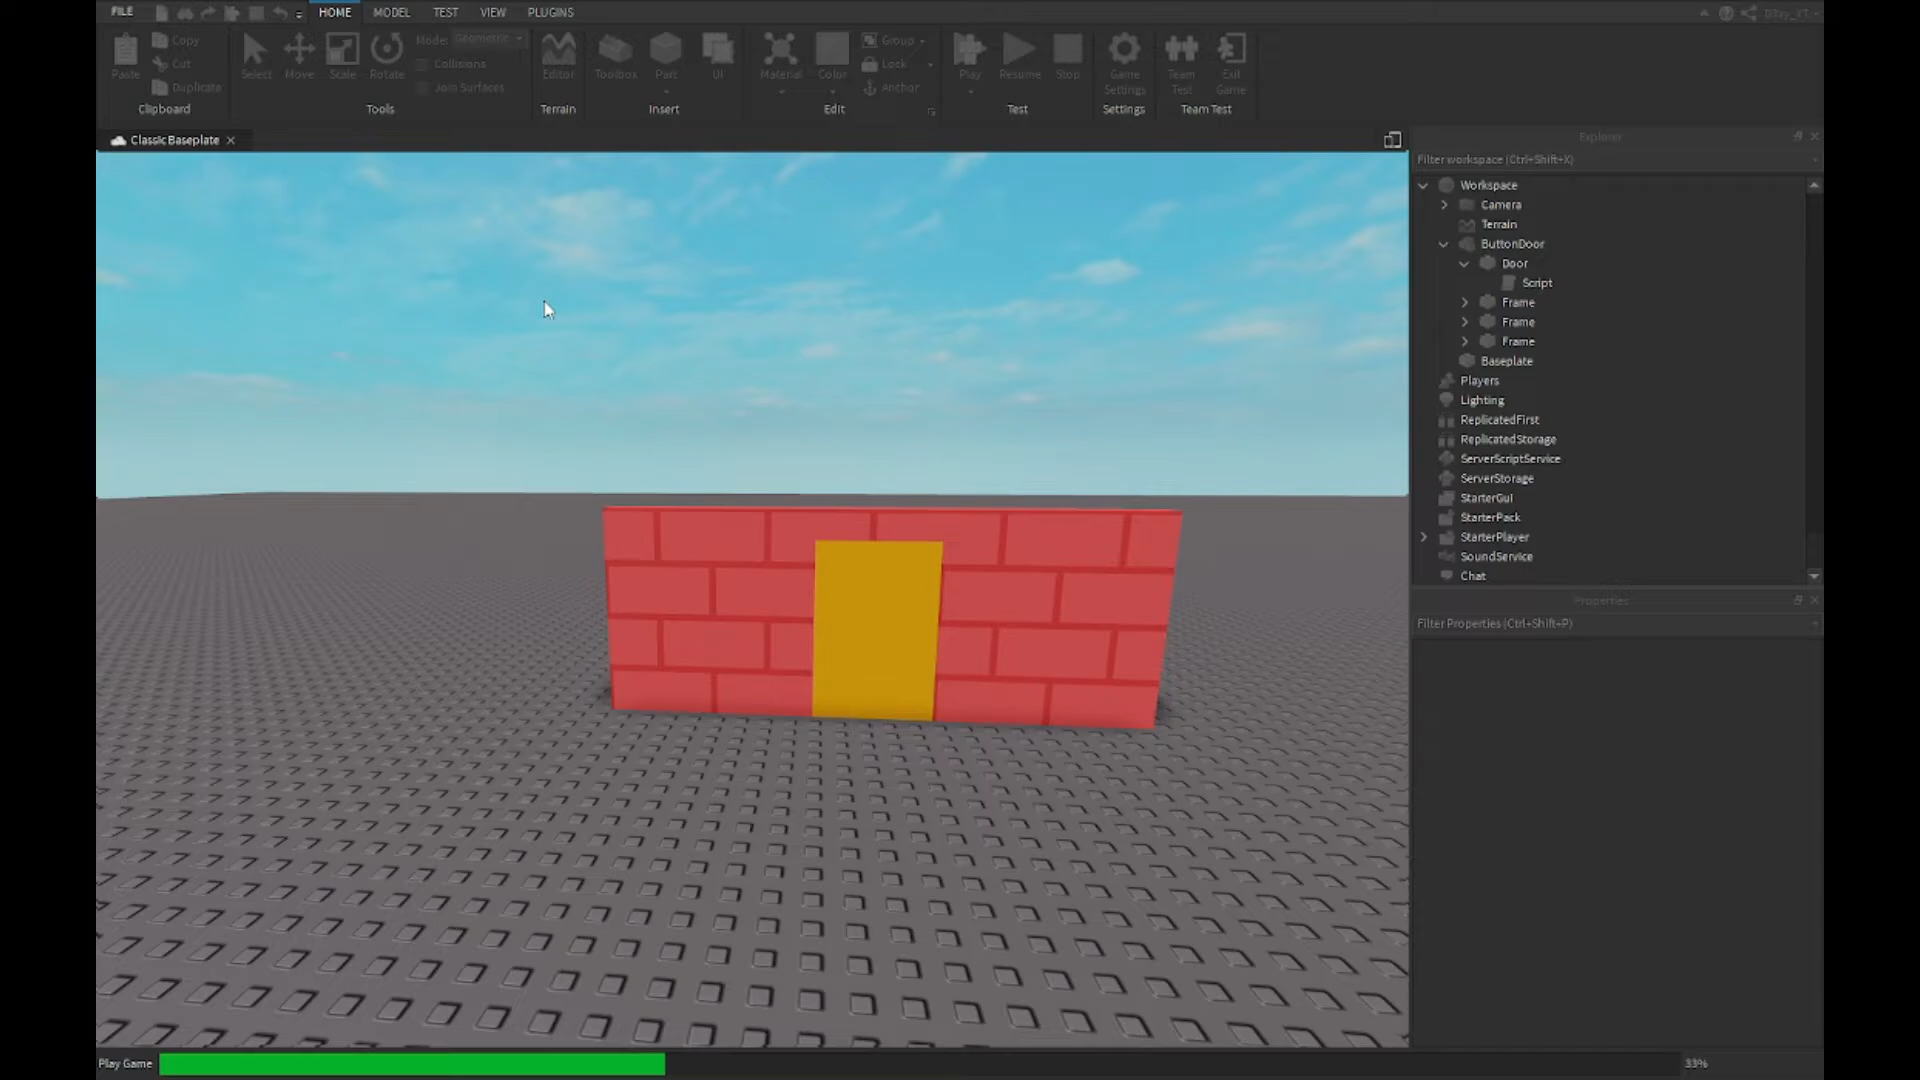 FILE HOME MODEL TEST VIEW PLUGINS
Paste
Copy
Cut
Duplicate
Clipboard
Select Move Scale Rotate
Mode: Geometric
Collisions
Join Surfaces
Tools
Editor
Terrain
Toolbox Part UI
Insert
Material Color
Group
Lock
Anchor
Edit
Play Resume Stop
Test
Game
Settings
Settings
Team
Test
Exit
Game
Team Test
Classic Baseplate
Explorer
Filter workspace (Ctrl+Shift+X)
Workspace
Camera
Terrain
ButtonDoor
Door
Script
Frame
Frame
Frame
Baseplate
Players
Lighting
ReplicatedFirst
ReplicatedStorage
ServerScriptService
ServerStorage
StarterGui
StarterPack
StarterPlayer
SoundService
Chat
Properties
Filter Properties (Ctrl+Shift+P)
Play Game
33%